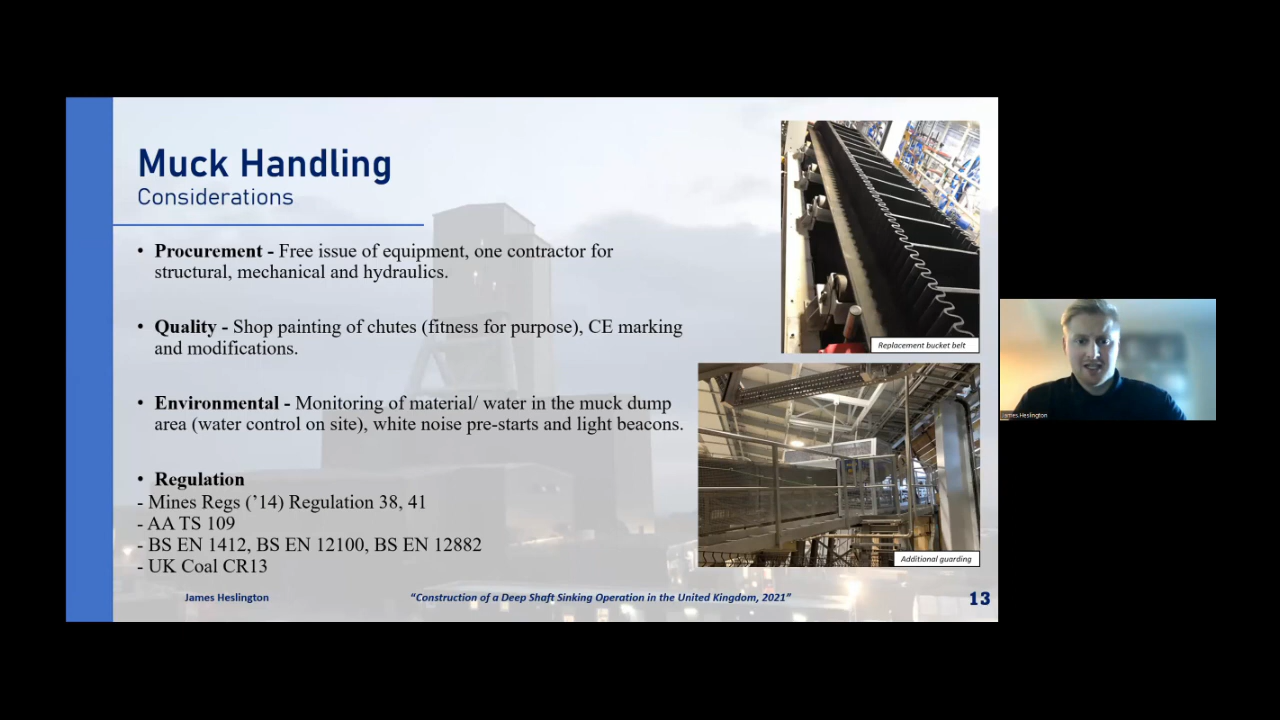 Muck Handling
Considerations
• Procurement - Free issue of equipment, one contractor for
structural, mechanical and hydraulics.
• Quality - Shop painting of chutes (fitness for purpose), CE marking
and modifications.
• Environmental - Monitoring of material/ water in the muck dump
area (water control on site), white noise pre-starts and light beacons.
• Regulation
- Mines Regs (’14) Regulation 38, 41
- AA TS 109
- BS EN 1412, BS EN 12100, BS EN 12882
- UK Coal CR13
Replacement bucket belt
Additional guarding
James Heslington
“Construction of a Deep Shaft Sinking Operation in the United Kingdom, 2021”
13
James Heslington